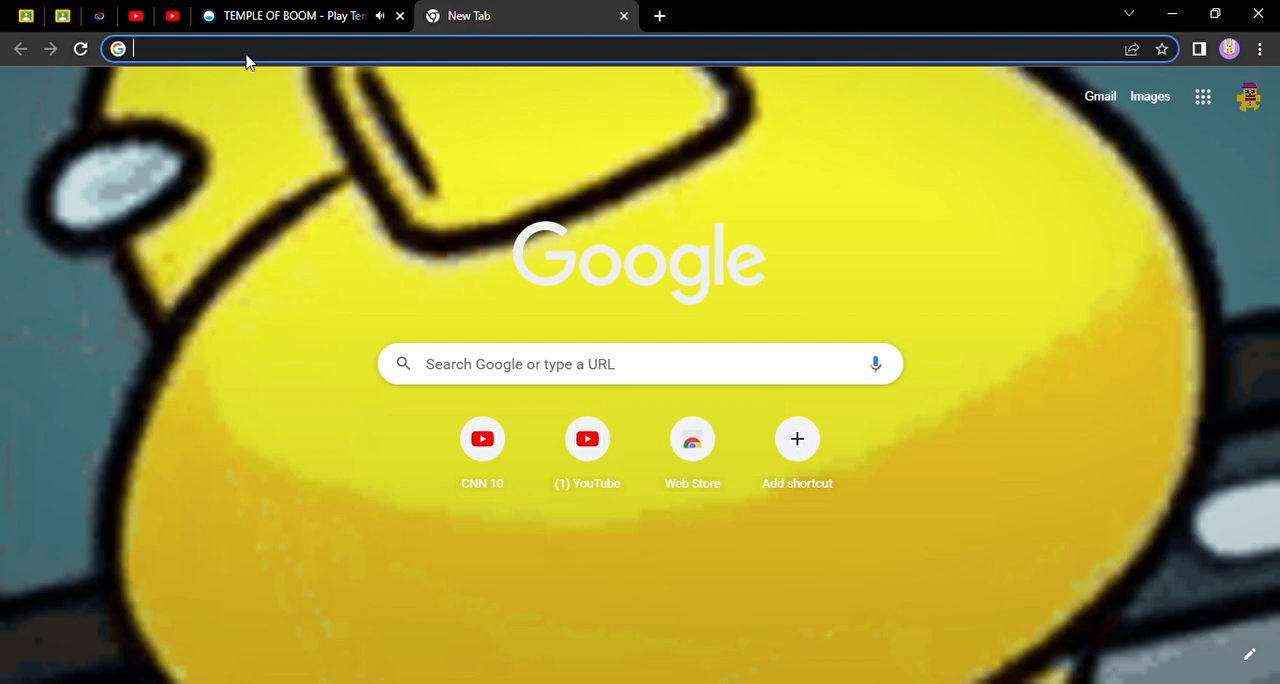 TEMPLE OF BOOM - Play Ten
New Tab
Gmail Images
Google
Search Google or type a URL
CNN 10
(1) YouTube
Web Store
Add shortcut